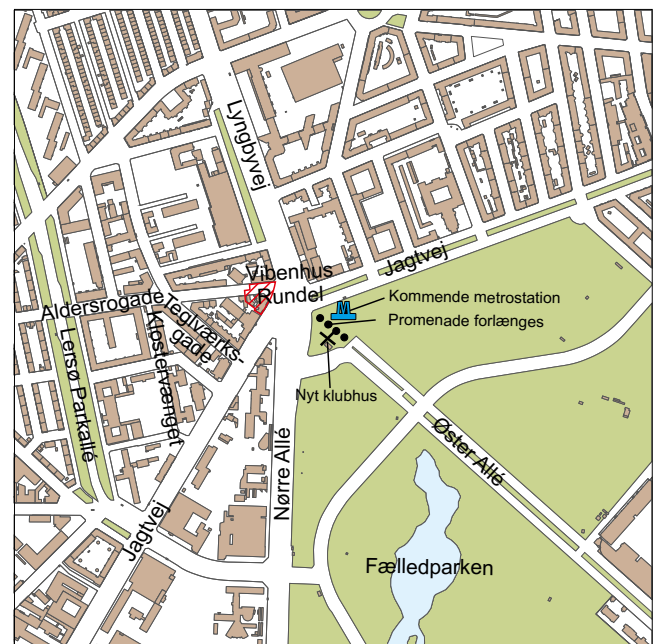 Lyngbyvej
Vibenhus
Rundel
Jagtvej
Kommende metrostation
Promenade forlænges
Aldersrogade
Teglværks-
gade
Klostervænget
Lersø Parkallé
Nyt klubhus
Øster Allé
Nørre Allé
Jagtvej
Fælledparken